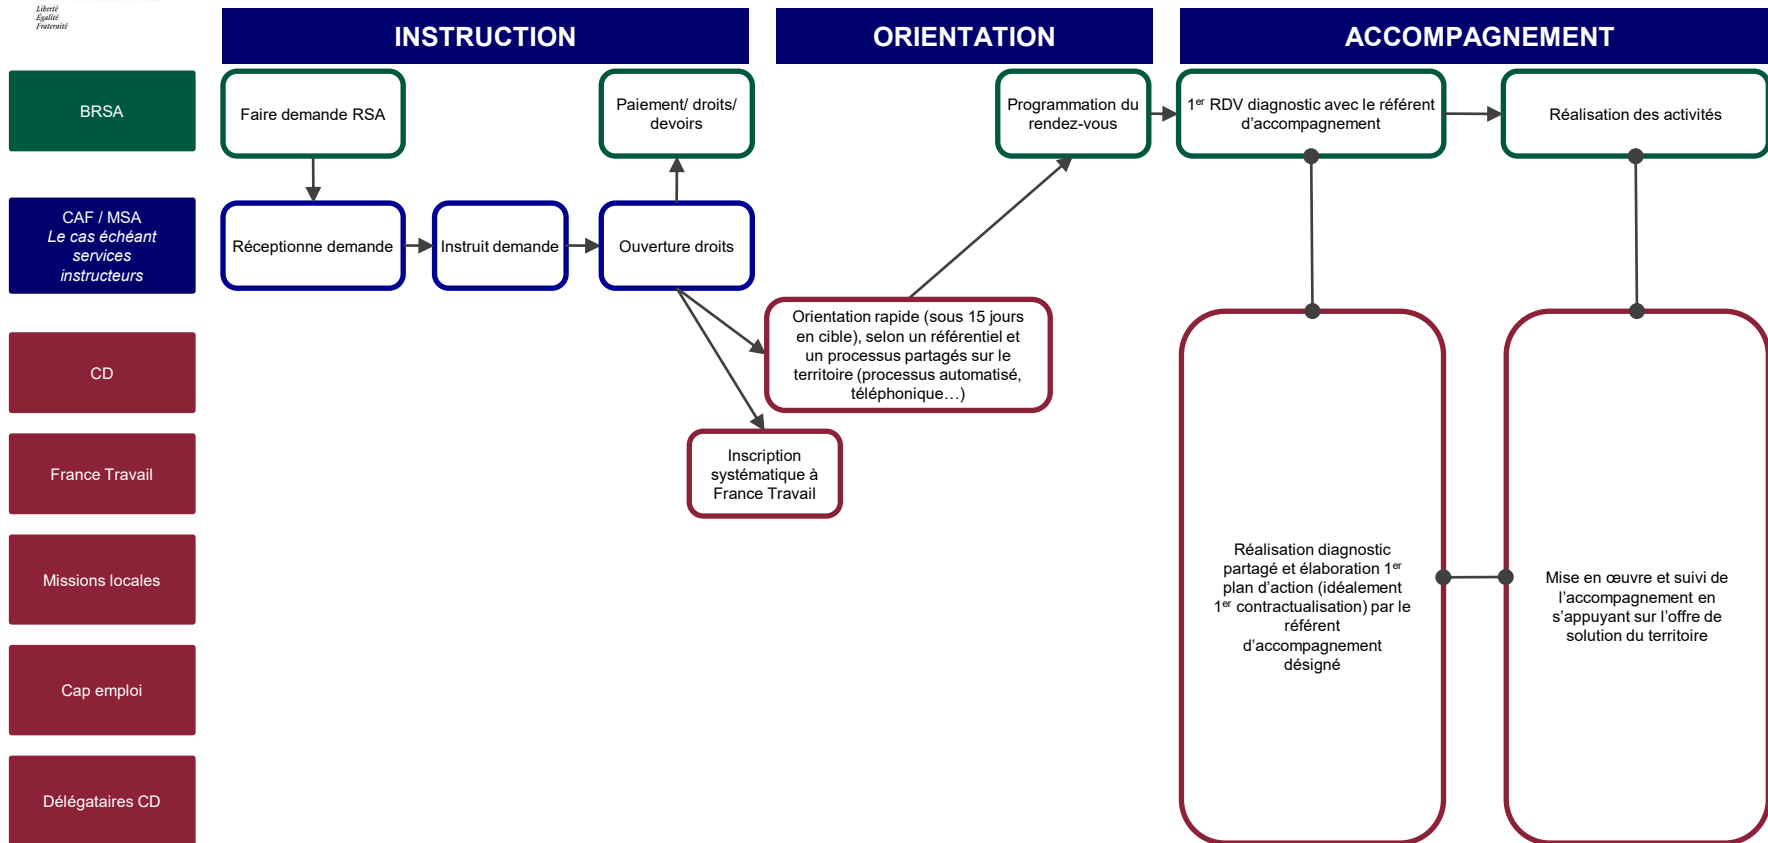 Liberté
Égalité
Fraternité
INSTRUCTION
ORIENTATION
ACCOMPAGNEMENT
BRSA
Faire demande RSA
Paiement/ droits/
devoirs
Programmation du
rendez-vous
1er RDV diagnostic avec le référent
d’accompagnement
Réalisation des activités
CAF / MSA
Le cas échéant
services
instructeurs
Réceptionne demande
Instruit demande
Ouverture droits
Orientation rapide (sous 15 jours
en cible), selon un référentiel et
un processus partagés sur le
territoire (processus automatisé,
téléphonique…)
CD
France Travail
Inscription
systématique à
France Travail
Missions locales
Réalisation diagnostic
partagé et élaboration 1er
plan d’action (idéalement
1er contractualisation) par le
référent
d’accompagnement
désigné
Mise en œuvre et suivi de
l’accompagnement en
s’appuyant sur l’offre de
solution du territoire
Cap emploi
Délégataires CD